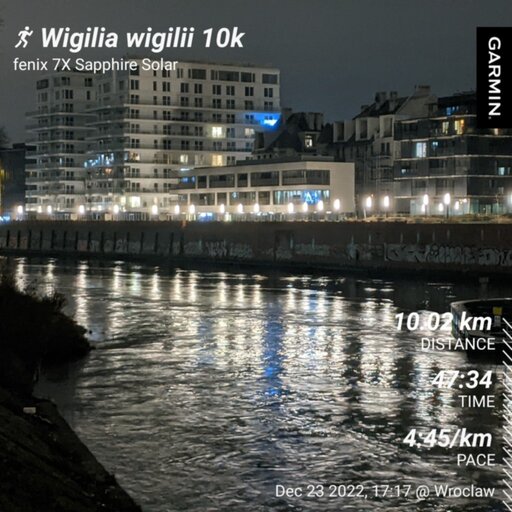 Wigilia wigilii 10k
fenix 7X Sapphire Solar
GARMIN
10.02 km
DISTANCE
47:34
TIME
4:45/km
PACE
Dec 23 2022, 17:17 @ Wroclaw